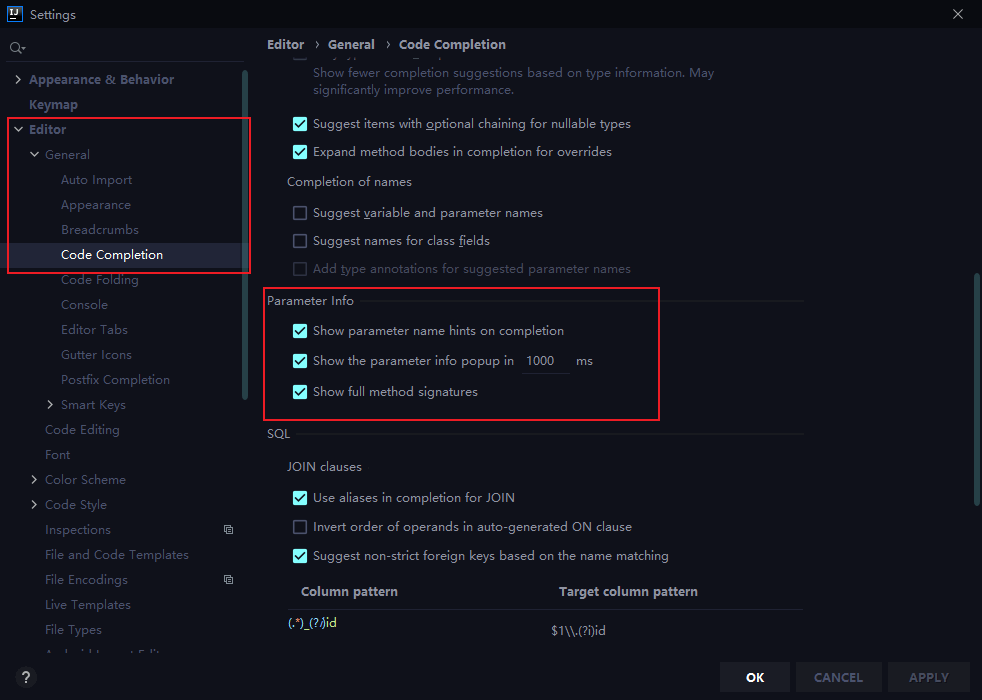 IJ Settings
Editor › General › Code Completion
Appearance & Behavior
Keymap
Editor
General
Auto Import
Appearance
Breadcrumbs
Code Completion
Code Folding
Console
Editor Tabs
Gutter Icons
Postfix Completion
Smart Keys
Code Editing
Font
Color Scheme
Code Style
Inspections
File and Code Templates
File Encodings
Live Templates
File Types
Show fewer completion suggestions based on type information. May
significantly improve performance.
Suggest items with optional chaining for nullable types
Expand method bodies in completion for overrides
Completion of names
Suggest variable and parameter names
Suggest names for class fields
Add type annotations for suggested parameter names
Parameter Info
Show parameter name hints on completion
Show the parameter info popup in 1000 ms
Show full method signatures
SQL
JOIN clauses
Use aliases in completion for JOIN
Invert order of operands in auto-generated ON clause
Suggest non-strict foreign keys based on the name matching
Column pattern Target column pattern
$1\\.(?i)id
? OK CANCEL APPLY